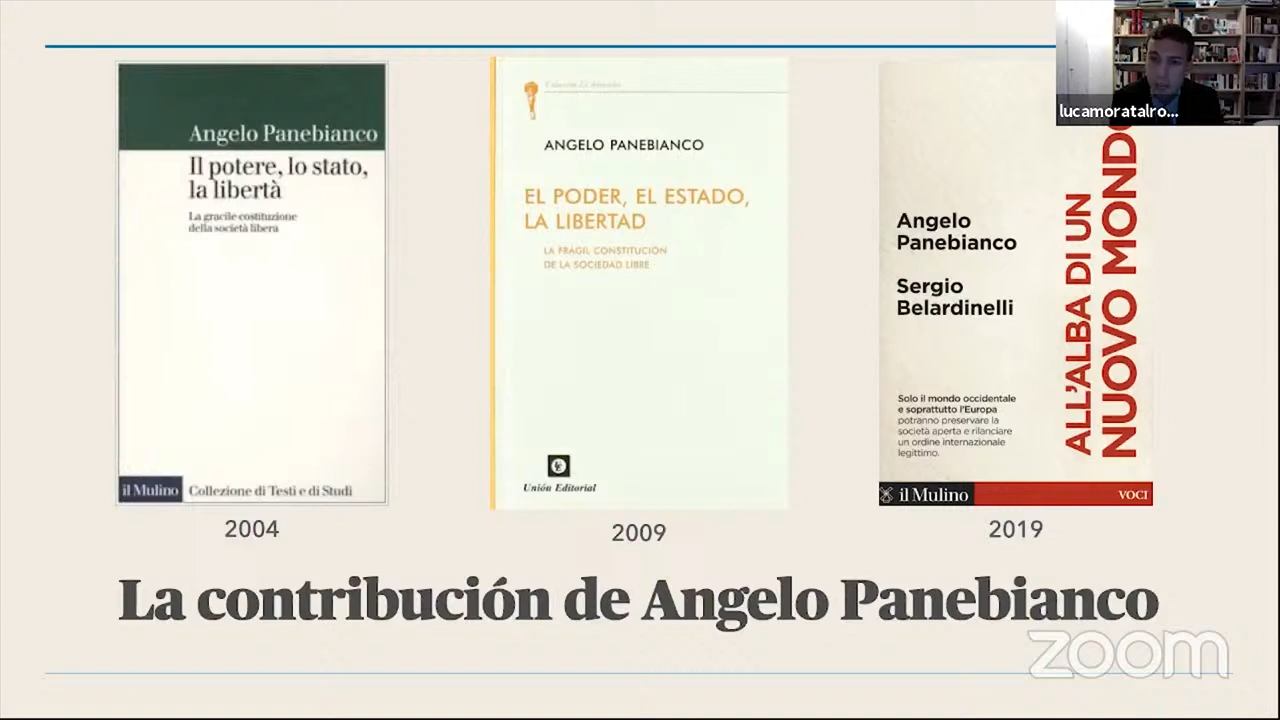 lucamoratalro...
Angelo Panebianco
Il potere, lo stato,
la libertà
La gracile costituzione
della società libera
il Mulino
Collezione di Testi e di Studi
2004
ANGELO PANEBIANCO
EL PODER, EL ESTADO,
LA LIBERTAD
LA FRÁGIL CONSTITUCIÓN
DE LA SOCIEDAD LIBRE
Unión Editorial
2009
Angelo
Panebianco
Sergio
Belardinelli
ALL'ALBA DI UN
NUOVO MONDO
Solo il mondo occidentale
e soprattutto l'Europa
potranno preservare la
società aperta e rilanciare
un ordine internazionale
legittimo.
il Mulino
VOCI
2019
La contribución de Angelo Panebianco
zoom